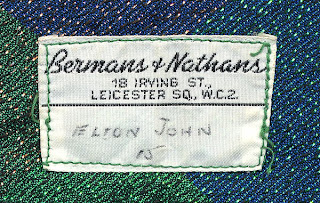 Bermans & Nathans
18 IRVING ST.,
LEICESTER SQ., W.C.2.
ELTON JOHN
15